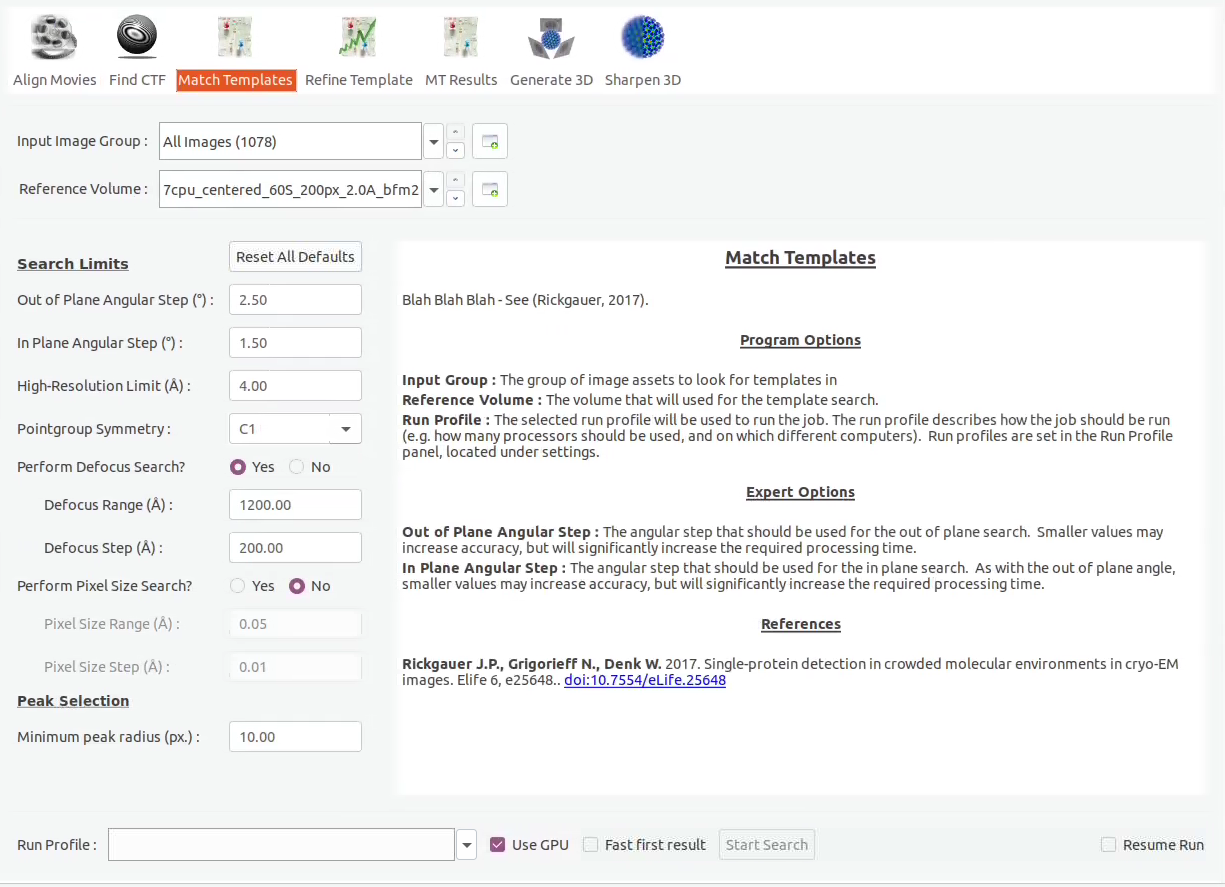 Align Movies Find CTF Match Templates Refine Template MT Results Generate 3D Sharpen 3D
Input Image Group : All Images (1078)
Reference Volume : 7cpu_centered_60S_200px_2.0A_bfm2
Search Limits Reset All Defaults
Out of Plane Angular Step (°) : 2.50
In Plane Angular Step (°) : 1.50
High-Resolution Limit (Å) : 4.00
Pointgroup Symmetry : C1
Perform Defocus Search? Yes No
Defocus Range (Å) : 1200.00
Defocus Step (Å) : 200.00
Perform Pixel Size Search? Yes No
Pixel Size Range (Å) : 0.05
Pixel Size Step (Å) : 0.01
Peak Selection
Minimum peak radius (px.) : 10.00
Match Templates
Blah Blah Blah - See (Rickgauer, 2017).
Program Options
Input Group : The group of image assets to look for templates in
Reference Volume : The volume that will used for the template search.
Run Profile : The selected run profile will be used to run the job. The run profile describes how the job should be run
(e.g. how many processors should be used, and on which different computers). Run profiles are set in the Run Profile
panel, located under settings.
Expert Options
Out of Plane Angular Step : The angular step that should be used for the out of plane search. Smaller values may
increase accuracy, but will significantly increase the required processing time.
In Plane Angular Step : The angular step that should be used for the in plane search. As with the out of plane angle,
smaller values may increase accuracy, but will significantly increase the required processing time.
References
Rickgauer J.P., Grigorieff N., Denk W. 2017. Single-protein detection in crowded molecular environments in cryo-EM
images. Elife 6, e25648.. doi:10.7554/eLife.25648
Run Profile : Use GPU Fast first result Start Search Resume Run